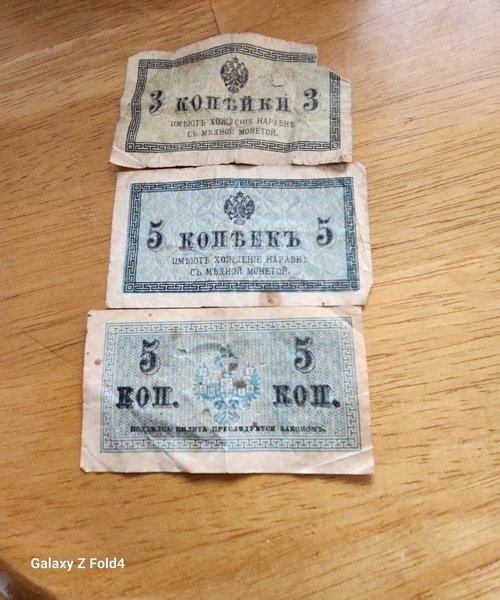 3 КОПѢЙКИ 3
ИМѢЮТЪ ХОЖДЕНІЕ НАРАВНѢ
СЪ МѢДНОЙ МОНЕТОЙ.
5 КОПѢЕКЪ 5
ИМѢЮТЪ ХОЖДЕНІЕ НАРАВНѢ
СЪ МѢДНОЙ МОНЕТОЙ.
5 5
КОП. КОП.
ПОДДѢЛКА БИЛЕТА ПРЕСЛѢДУЕТСЯ ЗАКОНОМЪ.
Galaxy Z Fold4